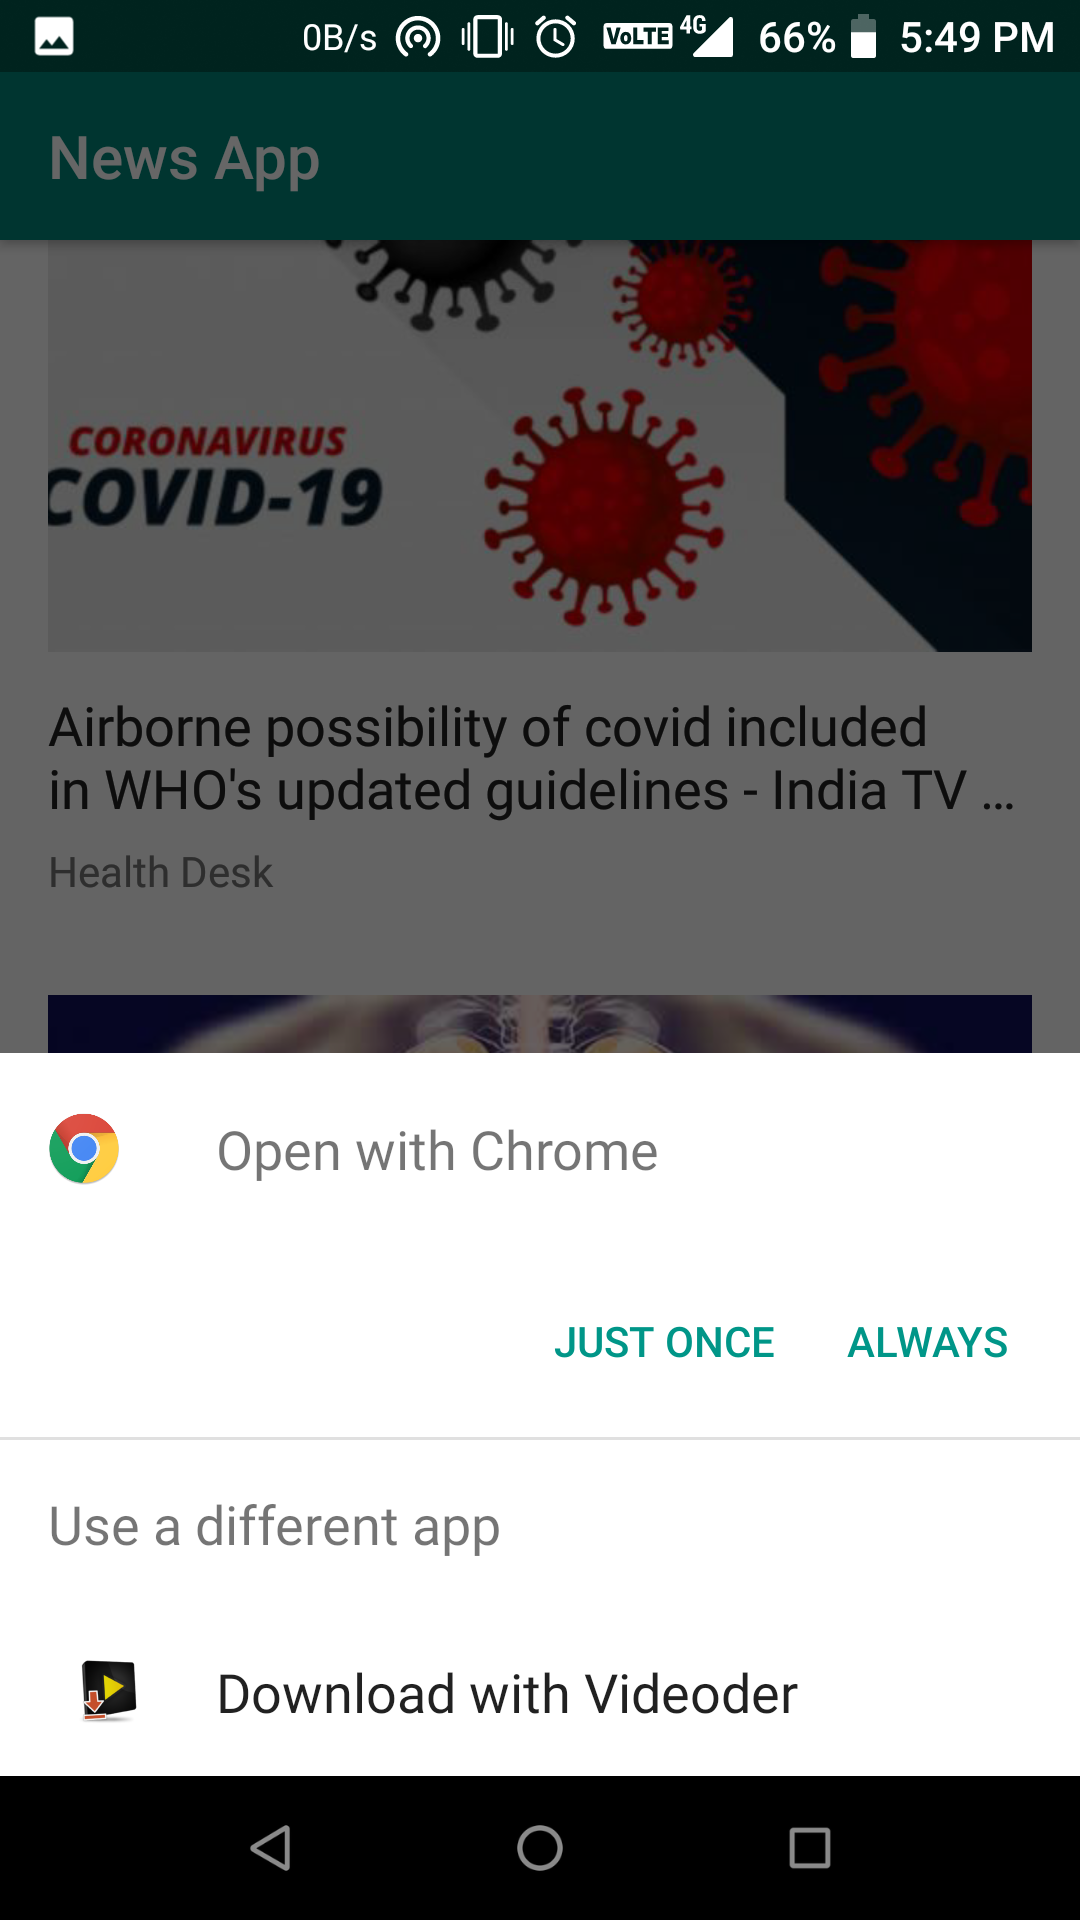 0B/s VoLTE 4G 66% 5:49 PM
News App
CORONAVIRUS
COVID-19
Airborne possibility of covid included
in WHO's updated guidelines - India TV ...
Health Desk
Open with Chrome
JUST ONCE ALWAYS
Use a different app
Download with Videoder